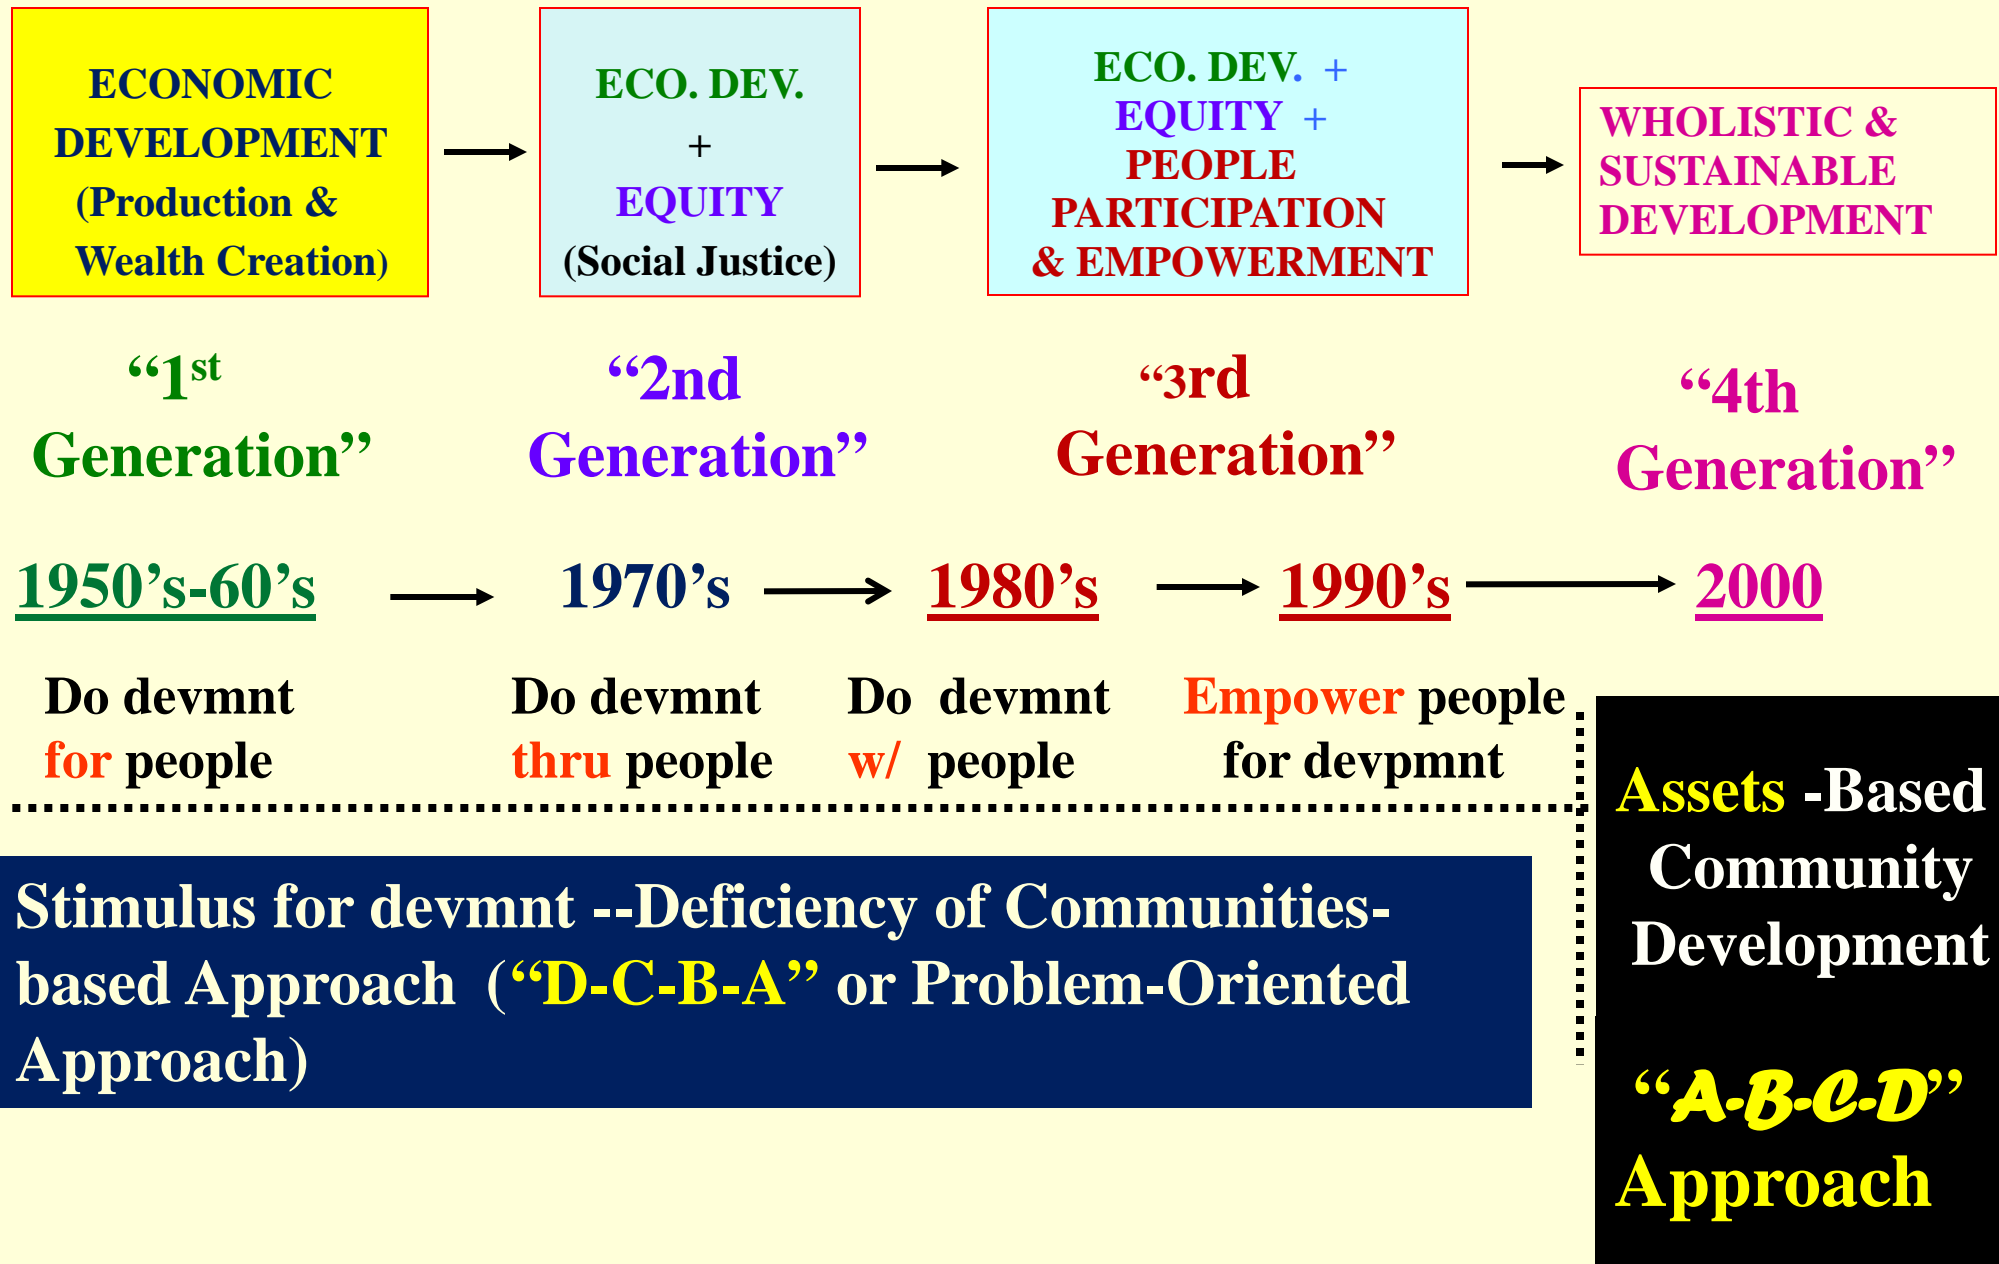 ECONOMIC
DEVELOPMENT
(Production &
Wealth Creation)
ECO. DEV.
+
EQUITY
(Social Justice)
ECO. DEV. +
EQUITY +
PEOPLE
PARTICIPATION
& EMPOWERMENT
WHOLISTIC &
SUSTAINABLE
DEVELOPMENT
“1st
Generation”
“2nd
Generation”
“3rd
Generation”
“4th
Generation”
1950’s-60’s
1970’s
1980’s
1990’s
2000
Do devmnt
for people
Do devmnt
thru people
Do devmnt
w/ people
Empower people
for devpmnt
Stimulus for devmnt --Deficiency of Communities-
based Approach (“D-C-B-A” or Problem-Oriented
Approach)
Assets -Based
Community
Development
“A-B-C-D”
Approach